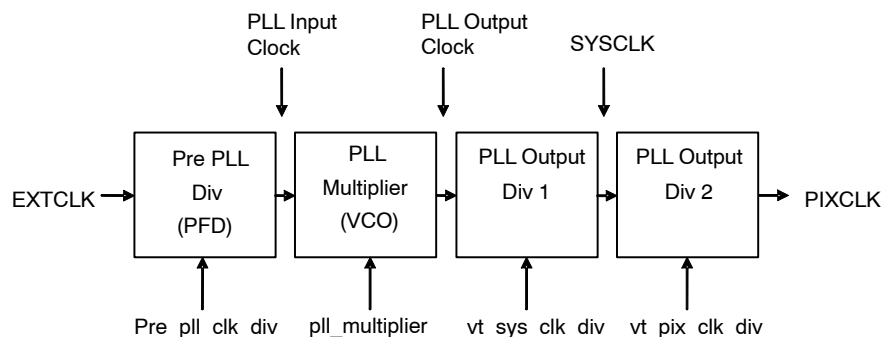 PLL Input
Clock
PLL Output
Clock
SYSCLK
EXTCLK
Pre PLL
Div
(PFD)
PLL
Multiplier
(VCO)
PLL Output
Div 1
PLL Output
Div 2
PIXCLK
Pre pll clk div
pll_multiplier
vt sys clk div
vt pix clk div